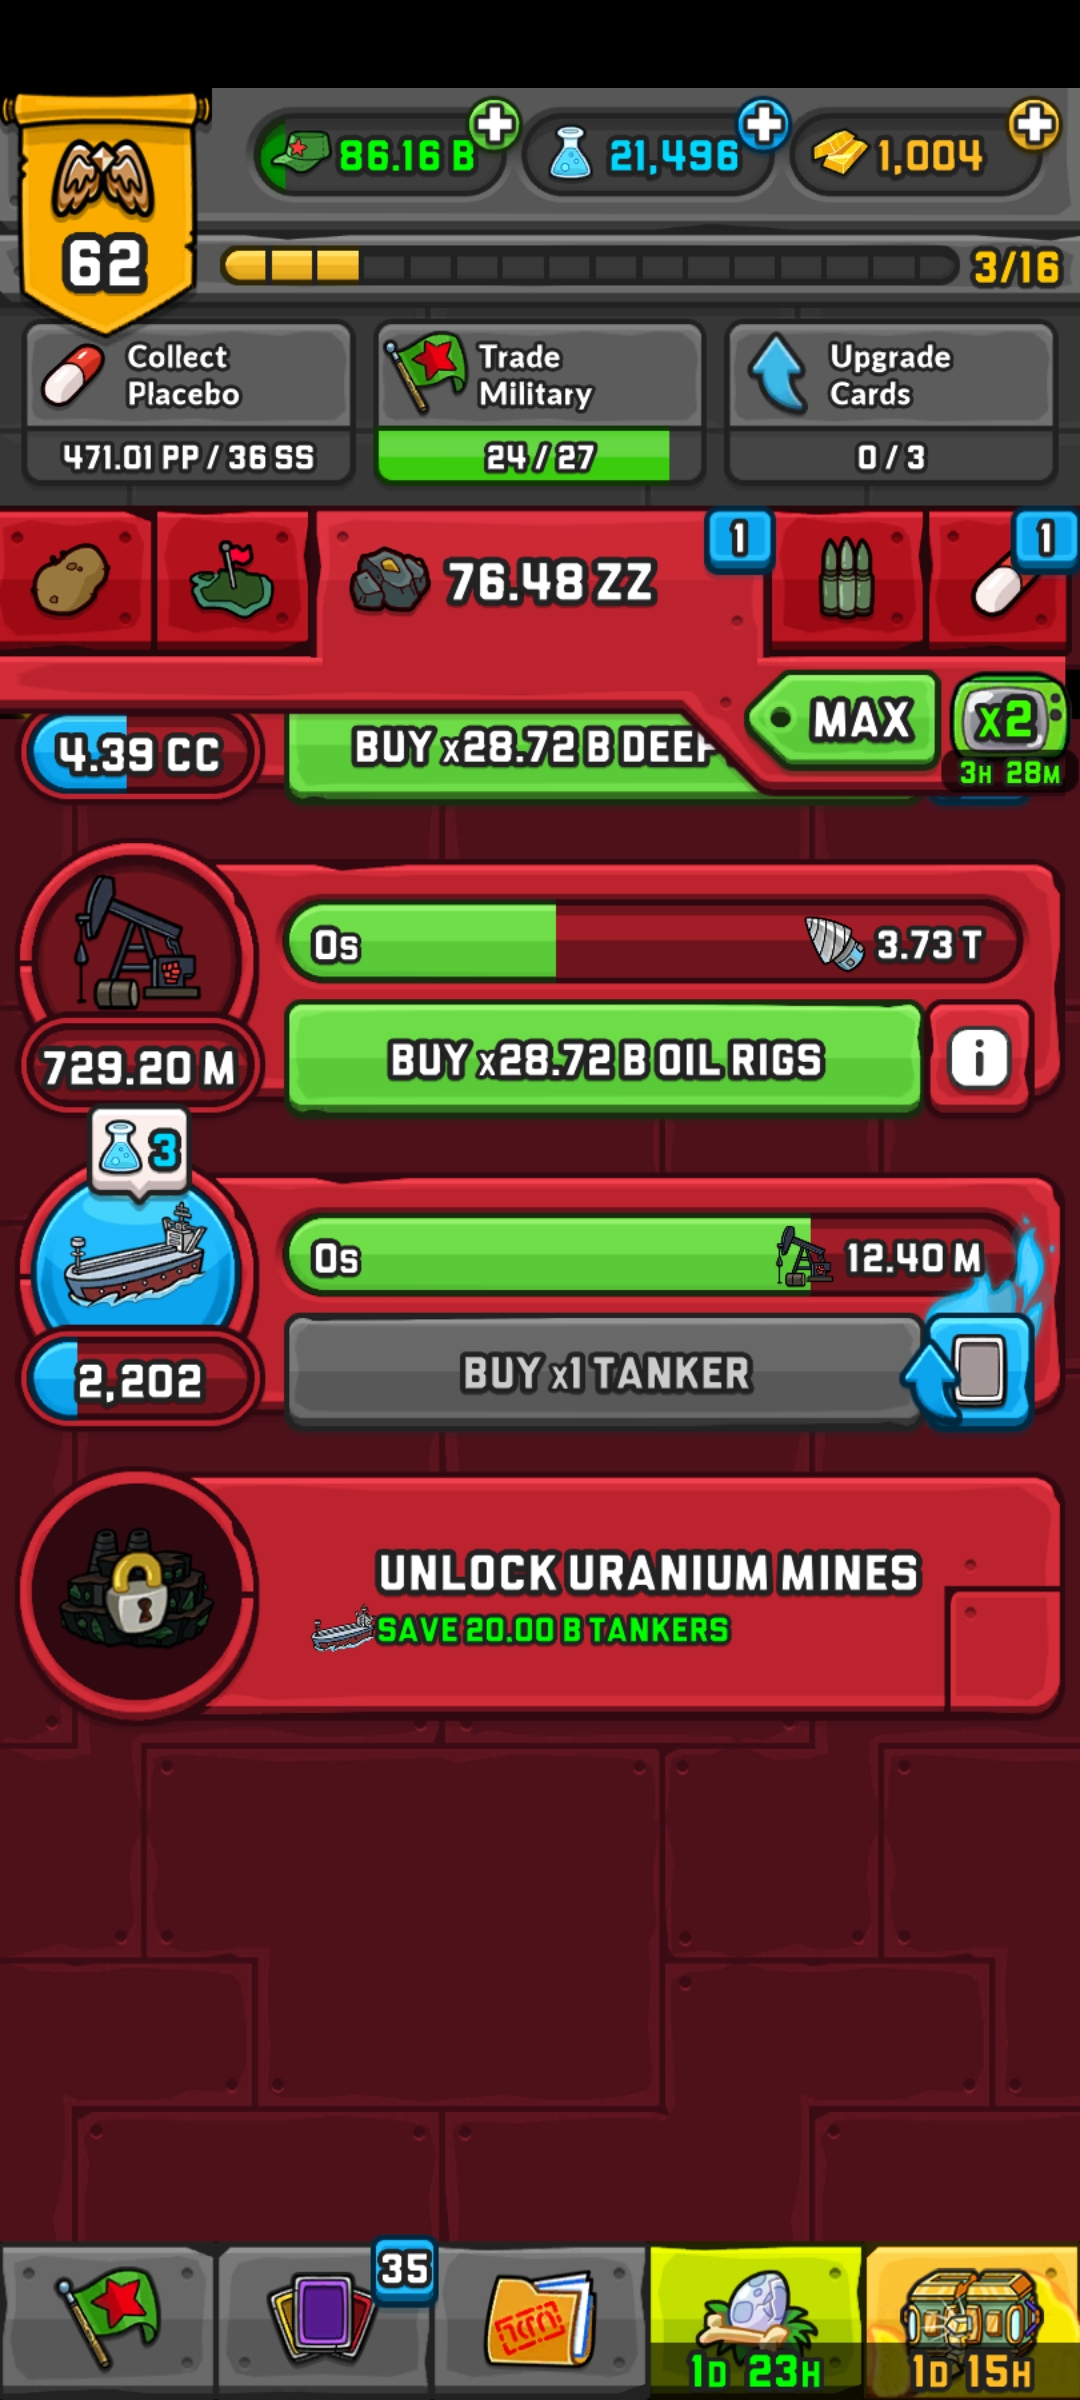 86.16 B
21,496
1,004
62
3/16
Collect
Placebo
471.01 PP / 36 SS
Trade
Military
24 / 27
Upgrade
Cards
0 / 3
76.48 ZZ
1
1
MAX
x2
3H 28M
4.39 CC
BUY x28.72 B DEEP
0s
3.73 T
729.20 M
BUY x28.72 B OIL RIGS
i
3
0s
12.40 M
2,202
BUY x1 TANKER
UNLOCK URANIUM MINES
SAVE 20.00 B TANKERS
35
1D 23H
1D 15H